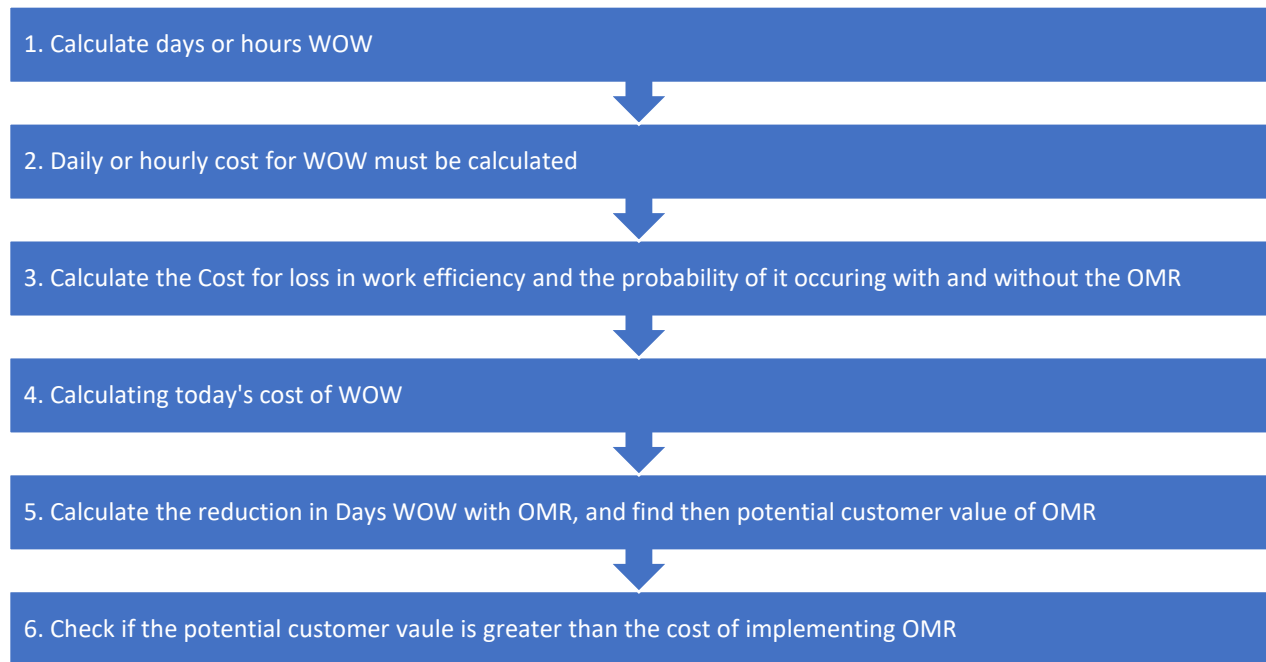 1. Calculate days or hours WOW
2. Daily or hourly cost for WOW must be calculated
3. Calculate the Cost for loss in work efficiency and the probability of it occuring with and without the OMR
4. Calculating today's cost of WOW
5. Calculate the reduction in Days WOW with OMR, and find then potential customer value of OMR
6. Check if the potential customer vaule is greater than the cost of implementing OMR